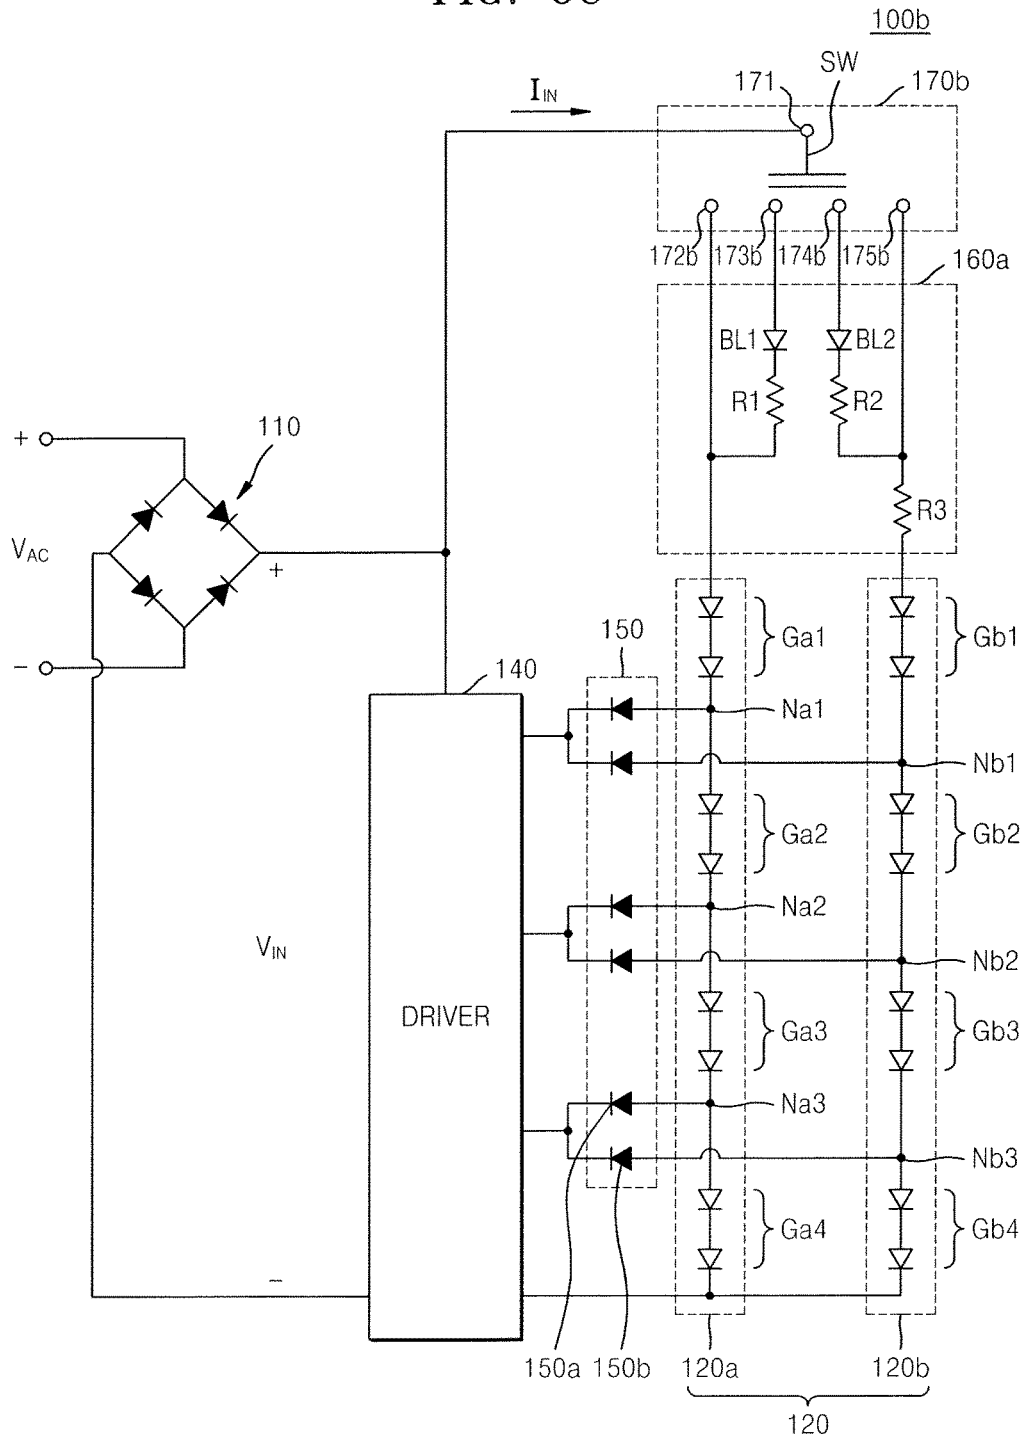 100b
SW
171
170b
I_IN
172b 173b 174b 175b
160a
BL1
BL2
R1
R2
+
110
R3
V_AC
+
−
Ga1
Gb1
150
140
Na1
Nb1
Ga2
Gb2
Na2
V_IN
Nb2
DRIVER
Ga3
Gb3
Na3
Nb3
Ga4
Gb4
−
150a 150b 120a 120b
120